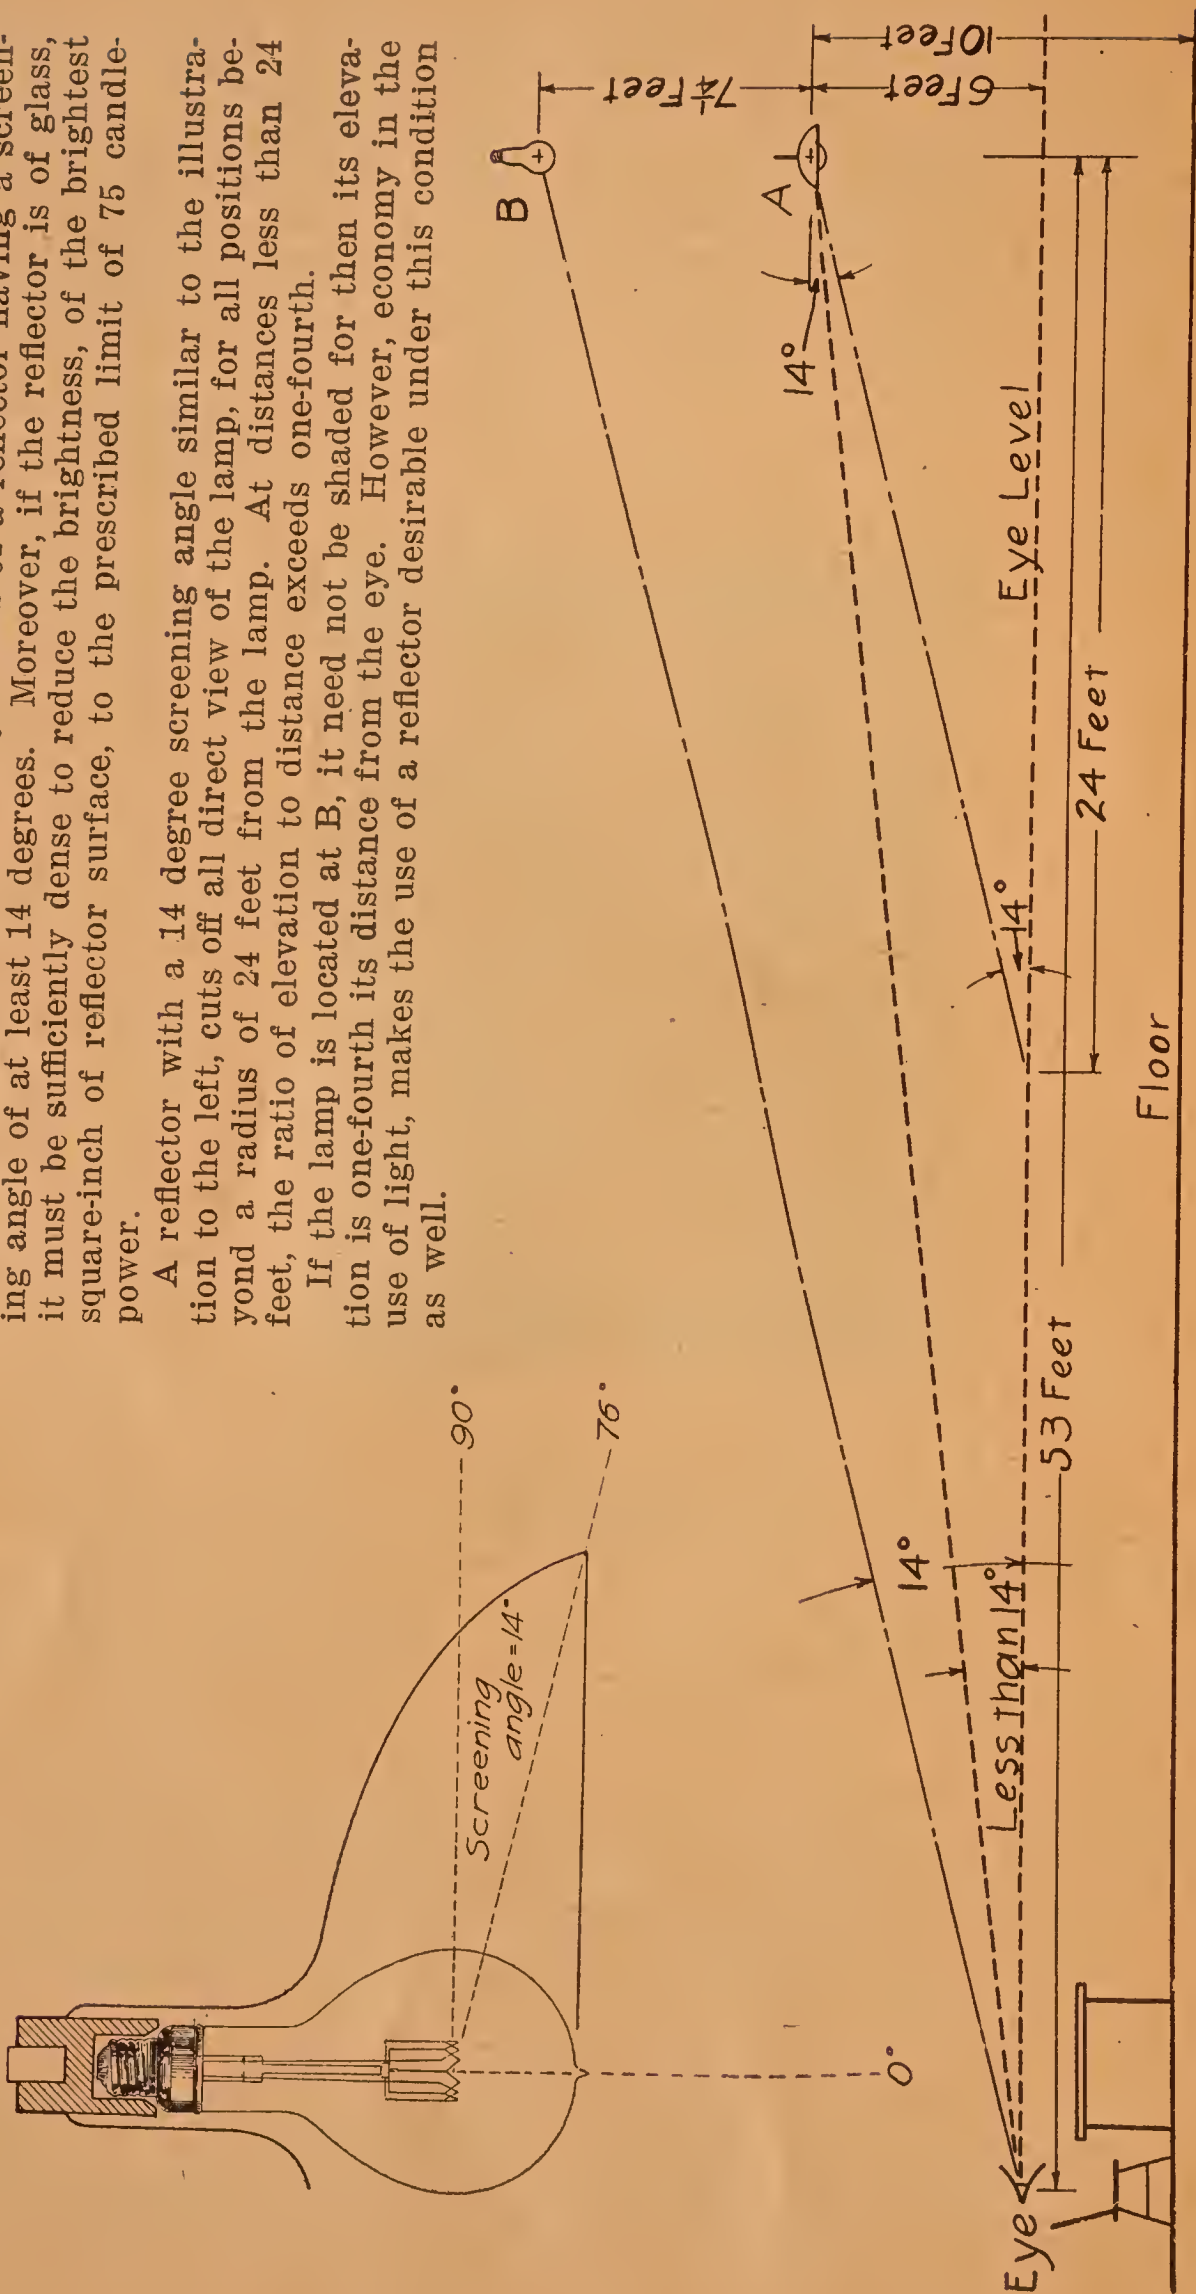 reflector having a screen-
ing angle of at least 14 degrees. Moreover, if the reflector is of glass,
it must be sufficiently dense to reduce the brightness, of the brightest
square-inch of reflector surface, to the prescribed limit of 75 candle-
power.
A reflector with a 14 degree screening angle similar to the illustra-
tion to the left, cuts off all direct view of the lamp, for all positions be-
yond a radius of 24 feet from the lamp. At distances less than 24
feet, the ratio of elevation to distance exceeds one-fourth.
If the lamp is located at B, it need not be shaded for then its eleva-
tion is one-fourth its distance from the eye. However, economy in the
use of light, makes the use of a reflector desirable under this condition
as well.
90°
Screening
angle=14°
76°
0°
B
7¼ Feet
A
14°
6 Feet
10 Feet
14°
Less than 14°
14°
Eye Level
Eye
53 Feet
24 Feet
Floor